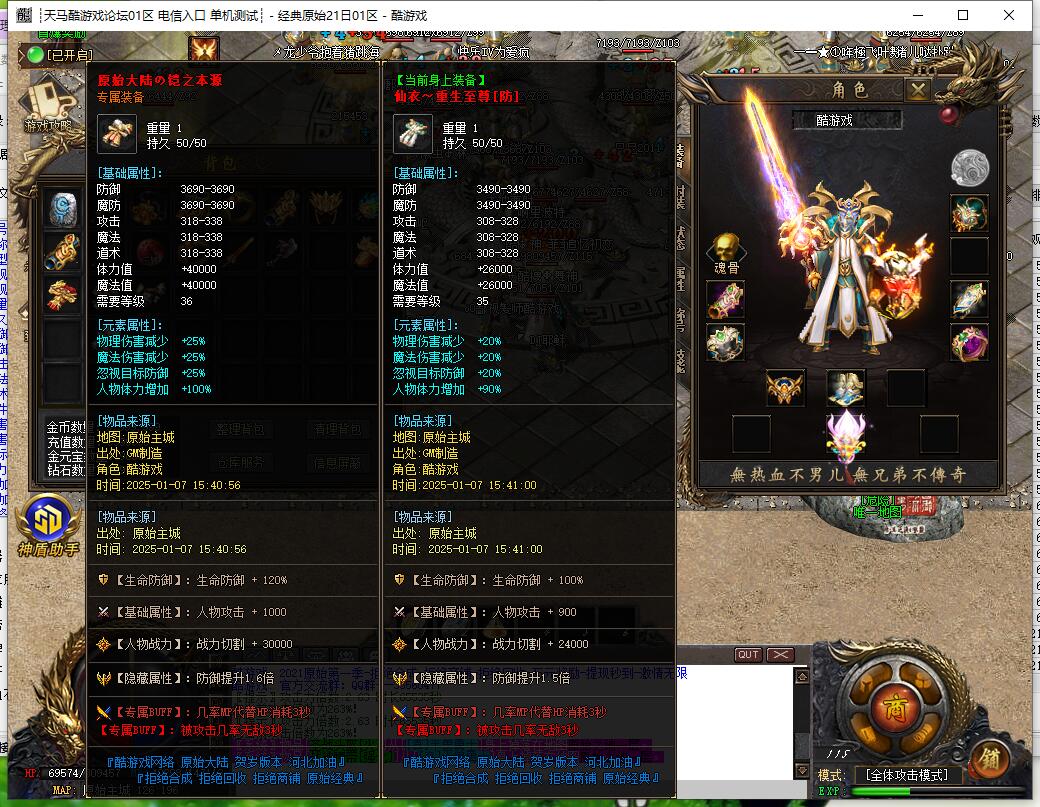 天马酷游戏论坛01区 电信入口 单机测试 - 经典原始21日01区 - 酷游戏
[已开启]
快乐IV为爱疯
7193/7193/Z103
游戏攻略
原始大陆の铠之本源
专属装备
重量 1
持久 50/50
[基础属性]:
防御 3690-3690
魔防 3690-3690
攻击 318-338
魔法 318-338
道术 318-338
体力值 +40000
魔法值 +40000
需要等级 36
[元素属性]:
物理伤害减少 +25%
魔法伤害减少 +25%
忽视目标防御 +25%
人物体力增加 +100%
[物品来源]
地图:原始主城
出处:GM制造
角色:酷游戏
时间:2025-01-07 15:40:56
[物品来源]
出处: 原始主城
时间: 2025-01-07 15:40:56
【生命防御】: 生命防御 + 120%
【基础属性】: 人物攻击 + 1000
【人物战力】: 战力切割 + 30000
【隐藏属性】: 防御提升1.6倍
【专属BUFF】: 几率MP代替HP消耗3秒
【专属BUFF】: 被攻击几率无敌3秒
『酷游戏网络 原始大陆 贺岁版本 河北加油』
『拒绝合成 拒绝回收 拒绝商铺 原始经典』
【当前身上装备】
仙衣～重生至尊[防]
重量 1
持久 50/50
[基础属性]:
防御 3490-3490
魔防 3490-3490
攻击 308-328
魔法 308-328
道术 308-328
体力值 +26000
魔法值 +26000
需要等级 35
[元素属性]:
物理伤害减少 +20%
魔法伤害减少 +20%
忽视目标防御 +20%
人物体力增加 +90%
[物品来源]
地图:原始主城
出处:GM制造
角色:酷游戏
时间:2025-01-07 15:41:00
[物品来源]
出处: 原始主城
时间: 2025-01-07 15:41:00
【生命防御】: 生命防御 + 100%
【基础属性】: 人物攻击 + 900
【人物战力】: 战力切割 + 24000
【隐藏属性】: 防御提升1.5倍
【专属BUFF】: 几率MP代替HP消耗3秒
【专属BUFF】: 被攻击几率无敌3秒
『酷游戏网络 原始大陆 贺岁版本 河北加油』
『拒绝合成 拒绝回收 拒绝商铺 原始经典』
角色
酷游戏
魂骨
無热血不男儿 無兄弟不傳奇
[危险]
唯一地图
金币数
充值数
金元宝
钻石数
神盾助手
HP: 69574/
MAP: 原始主城 126 196
QUT
商
铺
115
模式: [全体攻击模式]
EXP: